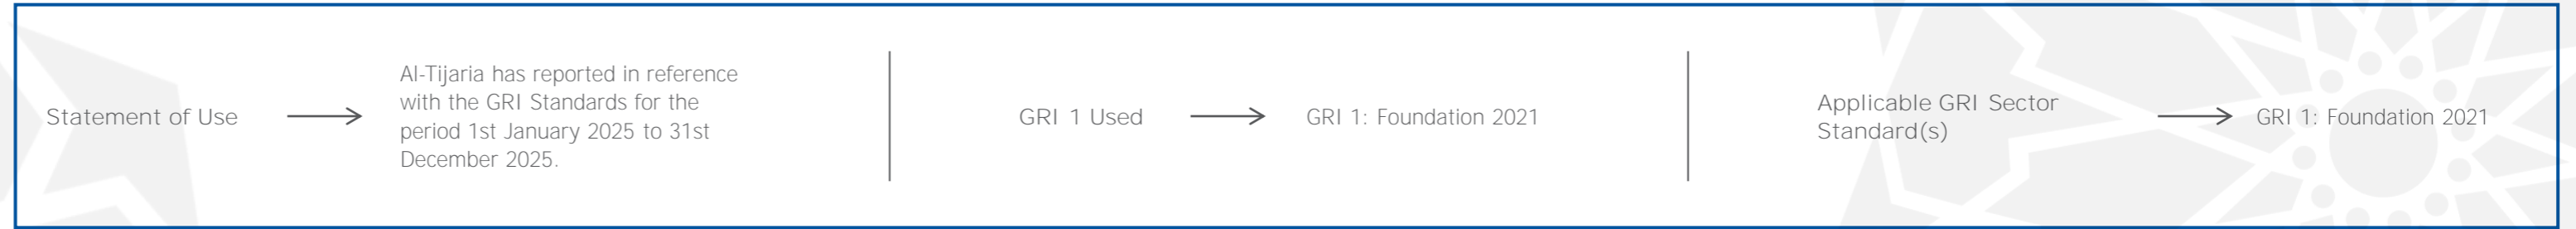 Statement of Use
Al-Tijaria has reported in reference
with the GRI Standards for the
period 1st January 2025 to 31st
December 2025.
GRI 1 Used
GRI 1: Foundation 2021
Applicable GRI Sector
Standard(s)
GRI 1: Foundation 2021